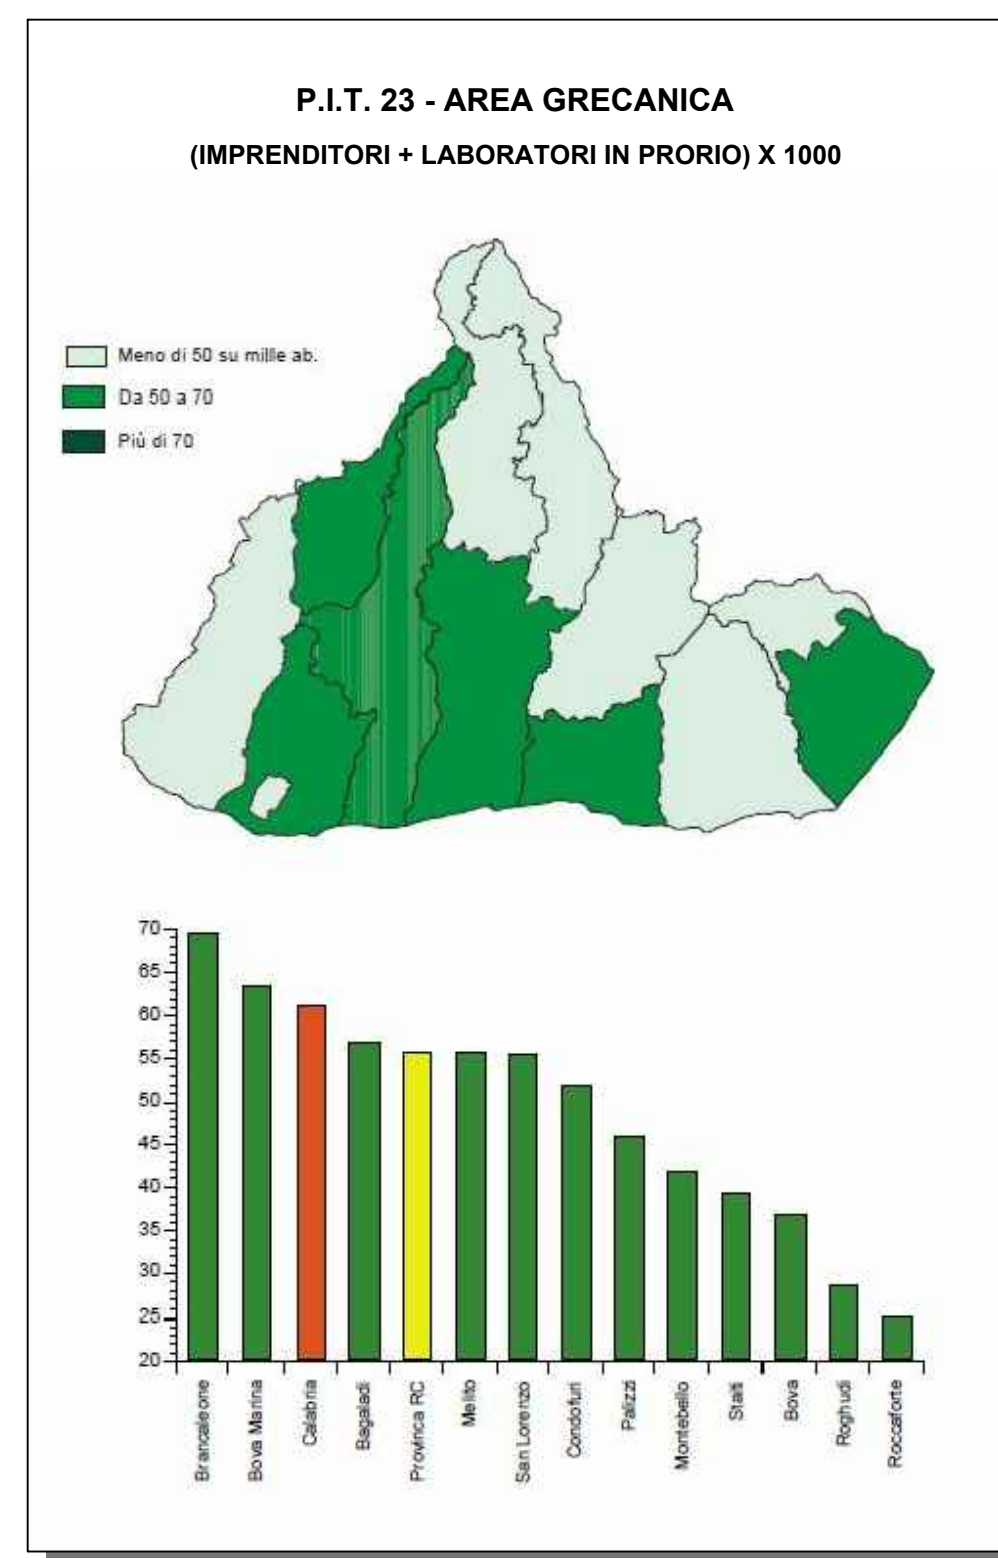 P.I.T. 23 - AREA GRECANICA
(IMPRENDITORI + LABORATORI IN PRORIO) X 1000
Meno di 50 su mille ab.
Da 50 a 70
Più di 70
70
65
60
55
50
45
40
35
30
25
20
Brancaleone
Bova Marina
Calabria
Bagaladi
Provinca RC
Melito
San Lorenzo
Condofuri
Palizzi
Montebello
Staiti
Bova
Roghudi
Roccaforte